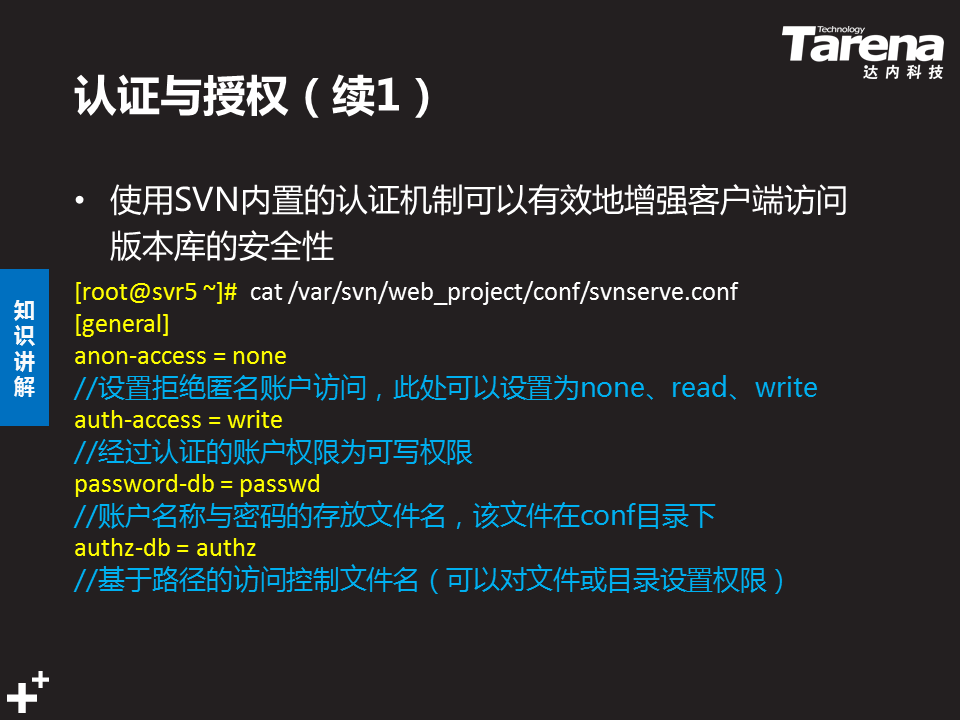 Technology
Tarena
达内科技
认证与授权（续1）
• 使用SVN内置的认证机制可以有效地增强客户端访问
版本库的安全性
[root@svr5 ~]# cat /var/svn/web_project/conf/svnserve.conf
[general]
anon-access = none
//设置拒绝匿名账户访问，此处可以设置为none、read、write
auth-access = write
//经过认证的账户权限为可写权限
password-db = passwd
//账户名称与密码的存放文件名，该文件在conf目录下
authz-db = authz
//基于路径的访问控制文件名（可以对文件或目录设置权限）
知
识
讲
解